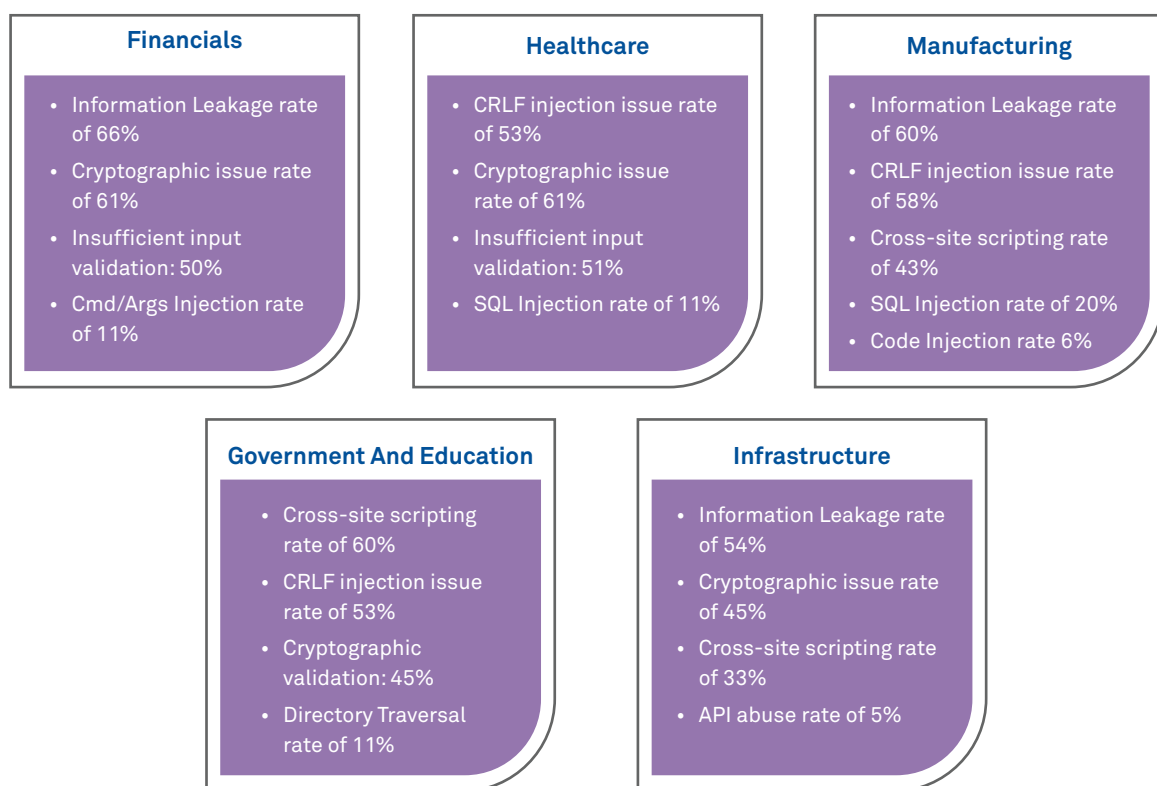 Financials
• Information Leakage rate
of 66%
• Cryptographic issue rate
of 61%
• Insufficient input
validation: 50%
• Cmd/Args Injection rate
of 11%
Healthcare
• CRLF injection issue rate
of 53%
• Cryptographic issue
rate of 61%
• Insufficient input
validation: 51%
• SQL Injection rate of 11%
Manufacturing
• Information Leakage rate
of 60%
• CRLF injection issue rate
of 58%
• Cross-site scripting rate
of 43%
• SQL Injection rate of 20%
• Code Injection rate 6%
Government And Education
• Cross-site scripting
rate of 60%
• CRLF injection issue
rate of 53%
• Cryptographic
validation: 45%
• Directory Traversal
rate of 11%
Infrastructure
• Information Leakage rate
of 54%
• Cryptographic issue rate
of 45%
• Cross-site scripting rate
of 33%
• API abuse rate of 5%